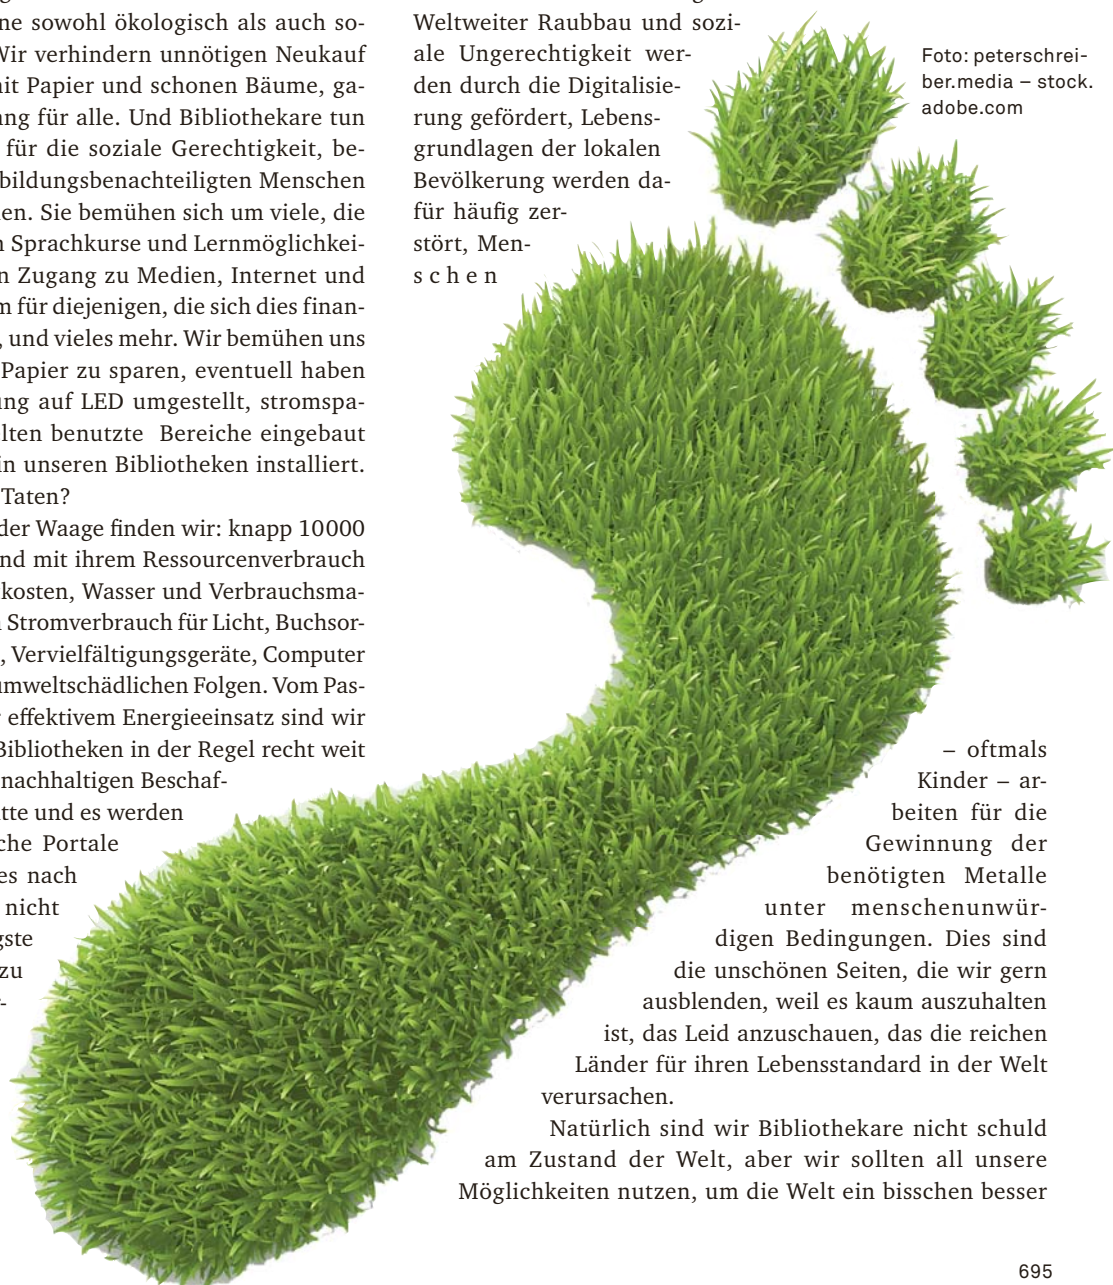 ne sowohl ökologisch als auch so-
Wir verhindern unnötigen Neukauf
mit Papier und schonen Bäume, ga-
ang für alle. Und Bibliothekare tun
für die soziale Gerechtigkeit, be-
bildungsbenachteiligten Menschen
en. Sie bemühen sich um viele, die
n Sprachkurse und Lernmöglichkei-
n Zugang zu Medien, Internet und
m für diejenigen, die sich dies finan-
, und vieles mehr. Wir bemühen uns
Papier zu sparen, eventuell haben
ung auf LED umgestellt, stromspa-
lten benutzte Bereiche eingebaut
in unseren Bibliotheken installiert.
Taten?
der Waage finden wir: knapp 10000
nd mit ihrem Ressourcenverbrauch
kosten, Wasser und Verbrauchsma-
n Stromverbrauch für Licht, Buchsor-
, Vervielfältigungsgeräte, Computer
umweltschädlichen Folgen. Vom Pas-
r effektivem Energieeinsatz sind wir
Bibliotheken in der Regel recht weit
nachhaltigen Beschaf-
tte und es werden
che Portale
es nach
nicht
gste
zu
r-
Weltweiter Raubbau und sozi-
ale Ungerechtigkeit wer-
den durch die Digitalisie-
rung gefördert, Lebens-
grundlagen der lokalen
Bevölkerung werden da-
für häufig zer-
stört, Men-
schen
– oftmals
Kinder – ar-
beiten für die
Gewinnung der
benötigten Metalle
unter menschenunwür-
digen Bedingungen. Dies sind
die unschönen Seiten, die wir gern
ausblenden, weil es kaum auszuhalten
ist, das Leid anzuschauen, das die reichen
Länder für ihren Lebensstandard in der Welt
verursachen.
Natürlich sind wir Bibliothekare nicht schuld
am Zustand der Welt, aber wir sollten all unsere
Möglichkeiten nutzen, um die Welt ein bisschen besser
Foto: peterschrei-
ber.media – stock.
adobe.com
695